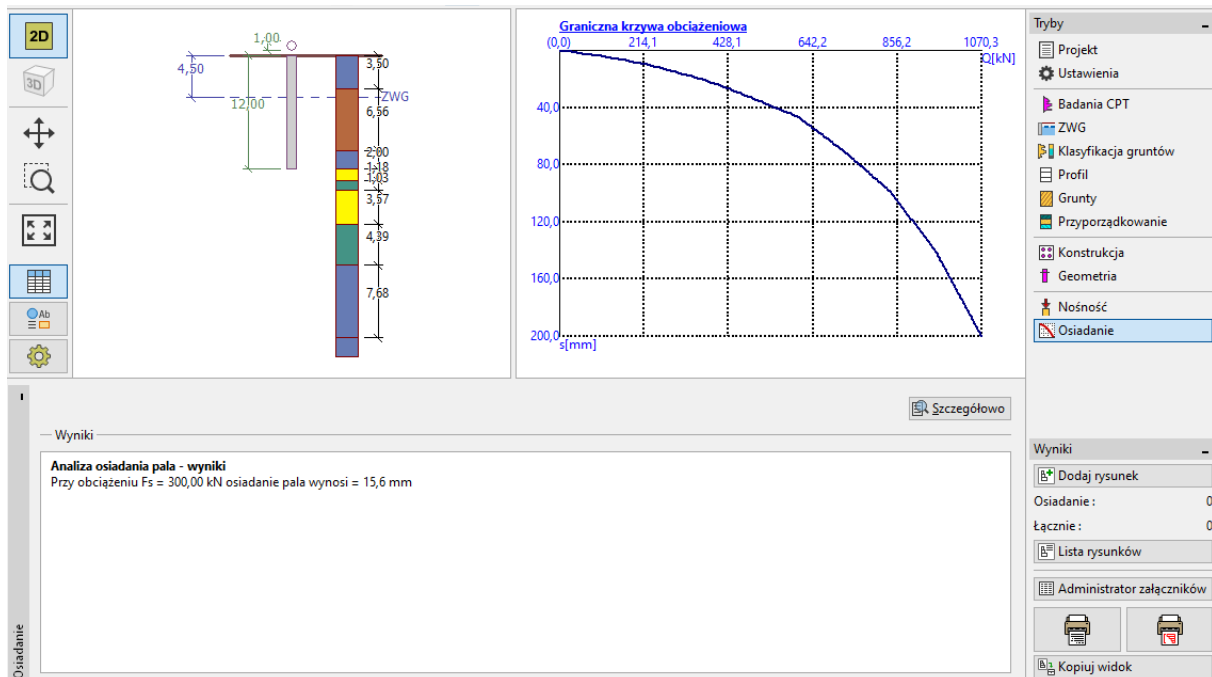 2D
3D
1,00
4,50
12,00
3,50
ZWG
6,56
2,00
1,18
1,03
3,57
4,39
7,68
Graniczna krzywa obciążeniowa
(0,0) 214,1 428,1 642,2 856,2 1070,3
Q[kN]
40,0
80,0
120,0
160,0
200,0
s[mm]
Tryby
Projekt
Ustawienia
Badania CPT
ZWG
Klasyfikacja gruntów
Profil
Grunty
Przyporządkowanie
Konstrukcja
Geometria
Nośność
Osiadanie
Ab
Szczegółowo
Wyniki
Analiza osiadania pala - wyniki
Przy obciążeniu Fs = 300,00 kN osiadanie pala wynosi = 15,6 mm
Osiadanie
Wyniki
Dodaj rysunek
Osiadanie : 0
Łącznie : 0
Lista rysunków
Administrator załączników
Kopiuj widok